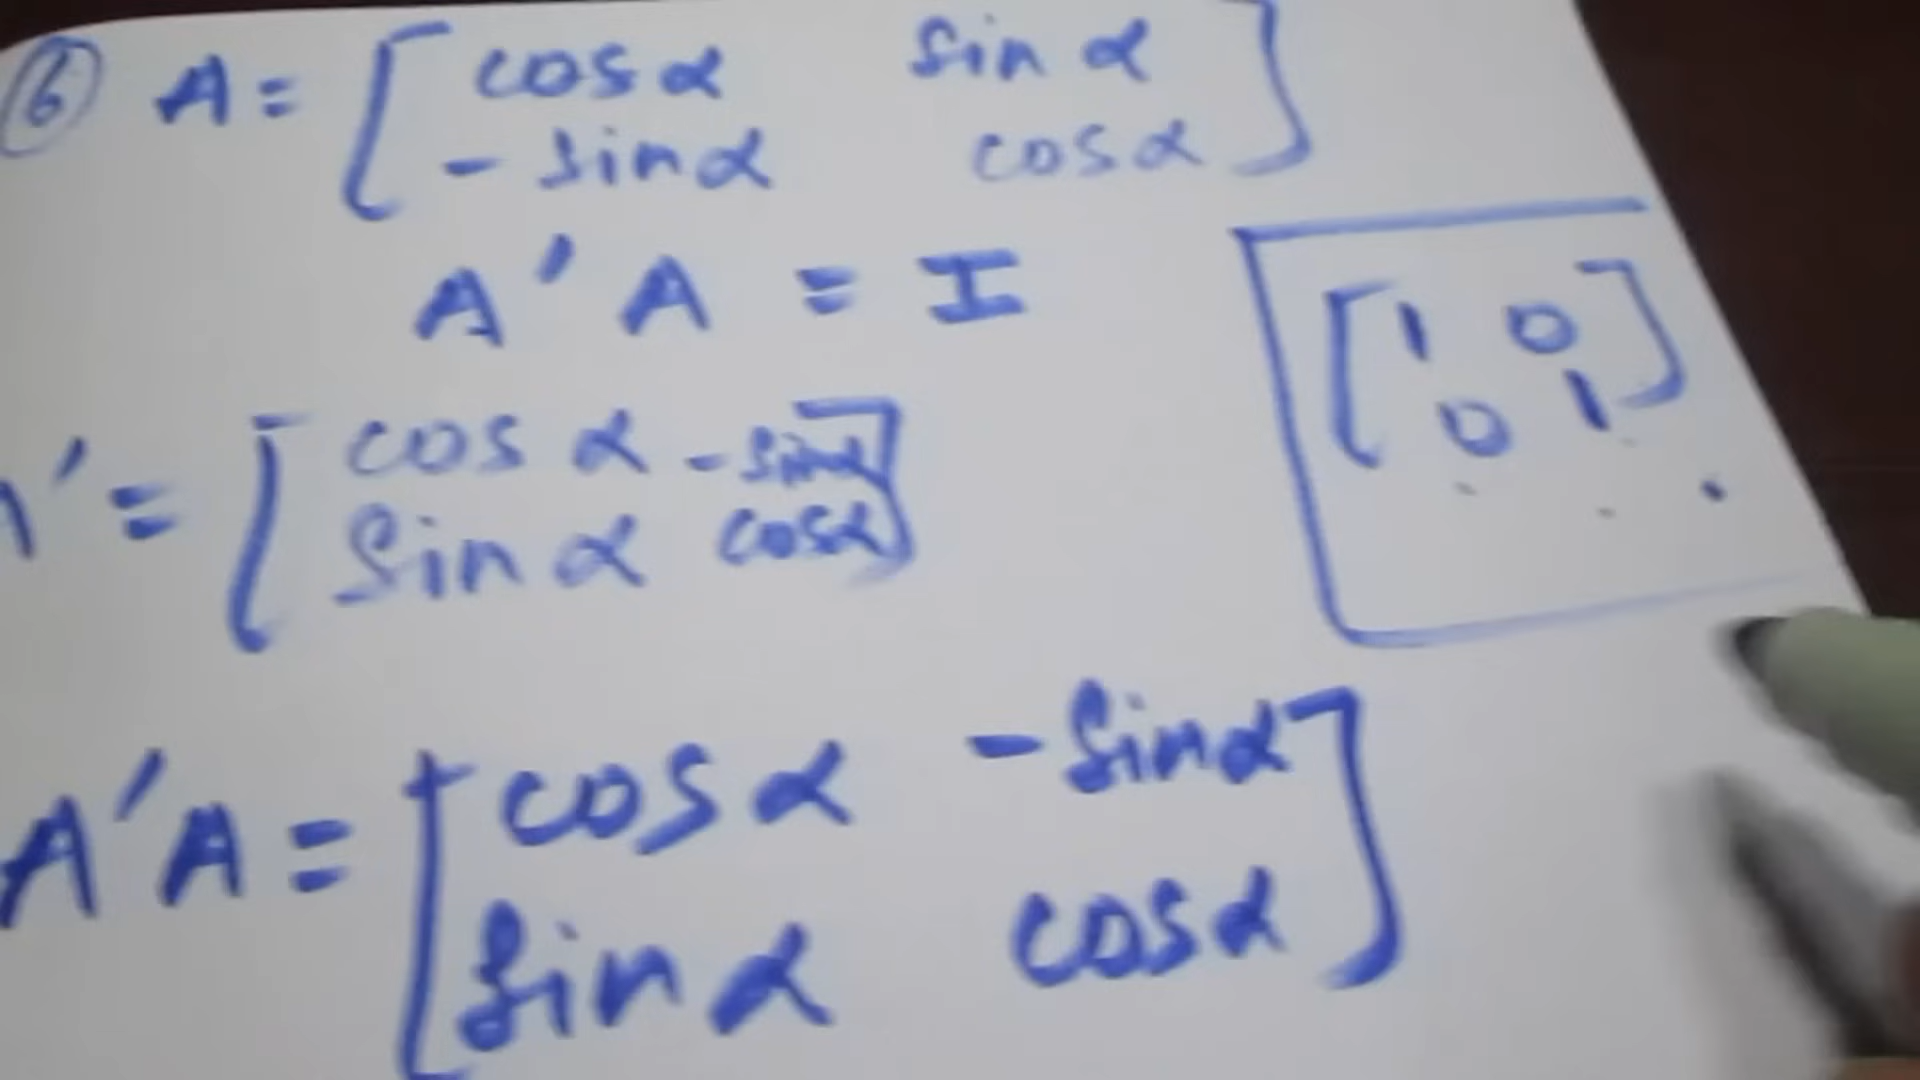 ⑥ A = [ cos α sin α
- sin α cos α ]
A' A = I
[ 1 0
0 1 ]
' = [ cos α - sin α
sin α cos α ]
A'A = [ cos α - sin α
sin α cos α ]